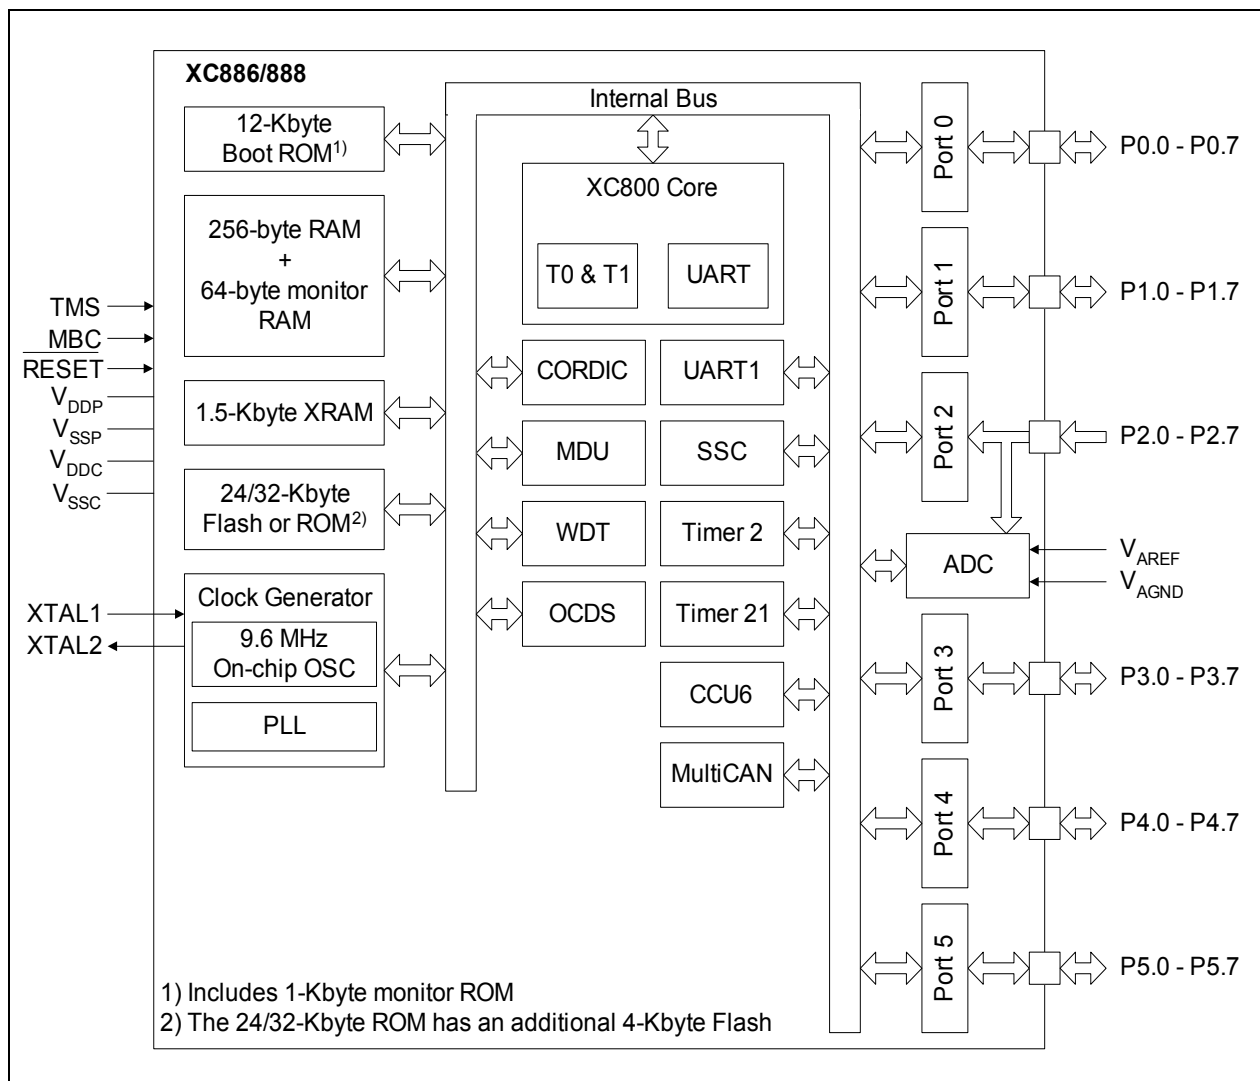 XC886/888
Internal Bus
12-Kbyte
Boot ROM1)
256-byte RAM
+
64-byte monitor
RAM
1.5-Kbyte XRAM
24/32-Kbyte
Flash or ROM2)
Clock Generator
9.6 MHz
On-chip OSC
PLL
TMS
MBC
RESET
VDDP
VSSP
VDDC
VSSC
XTAL1
XTAL2
XC800 Core
T0 & T1
UART
CORDIC
UART1
MDU
SSC
WDT
Timer 2
OCDS
Timer 21
CCU6
MultiCAN
Port 0
P0.0 - P0.7
Port 1
P1.0 - P1.7
Port 2
P2.0 - P2.7
ADC
VAREF
VAGND
Port 3
P3.0 - P3.7
Port 4
P4.0 - P4.7
Port 5
P5.0 - P5.7
1) Includes 1-Kbyte monitor ROM
2) The 24/32-Kbyte ROM has an additional 4-Kbyte Flash